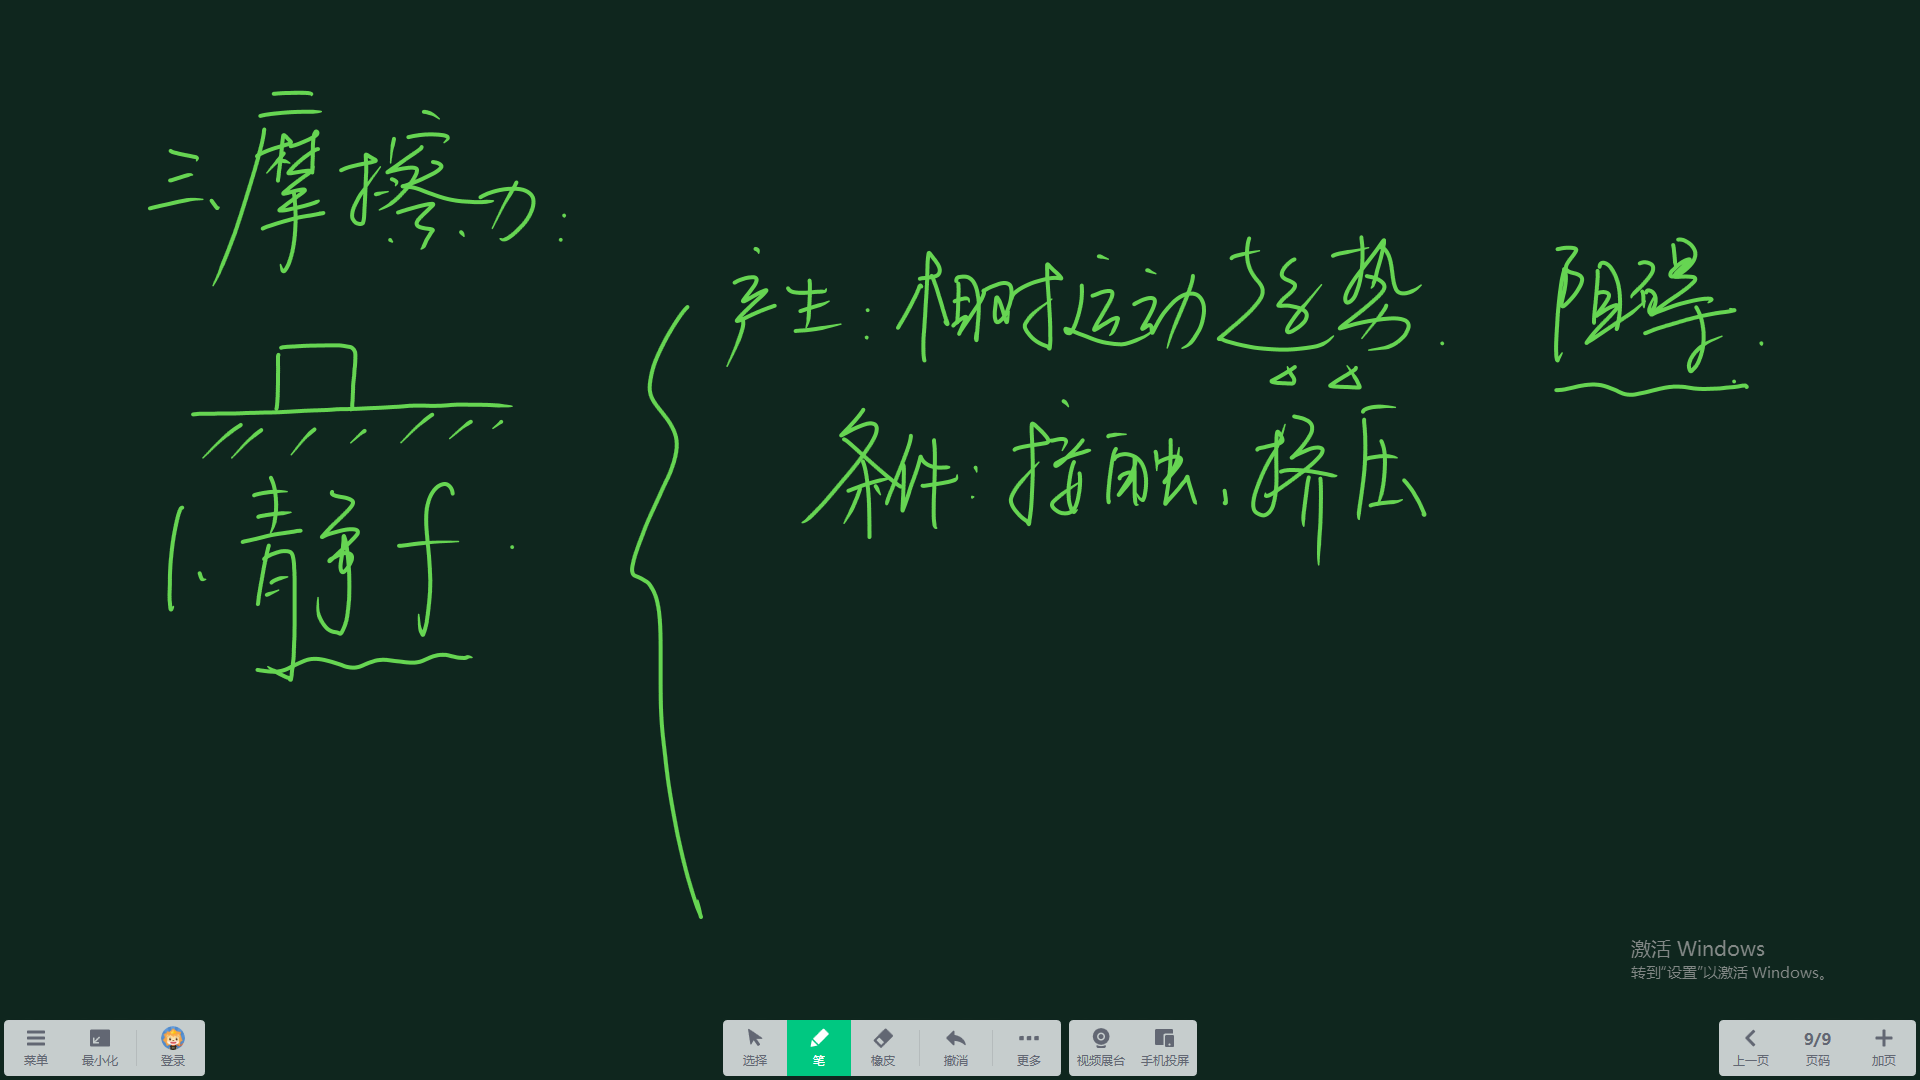 三、摩擦力：
产生：相对运动趋势. 阻碍.
条件：接触、挤压
1. 静f.
激活 Windows
转到“设置”以激活 Windows。
菜单 最小化 登录 选择 笔 橡皮 撤消 更多 视频展台 手机投屏 上一页 9/9 页码 加页